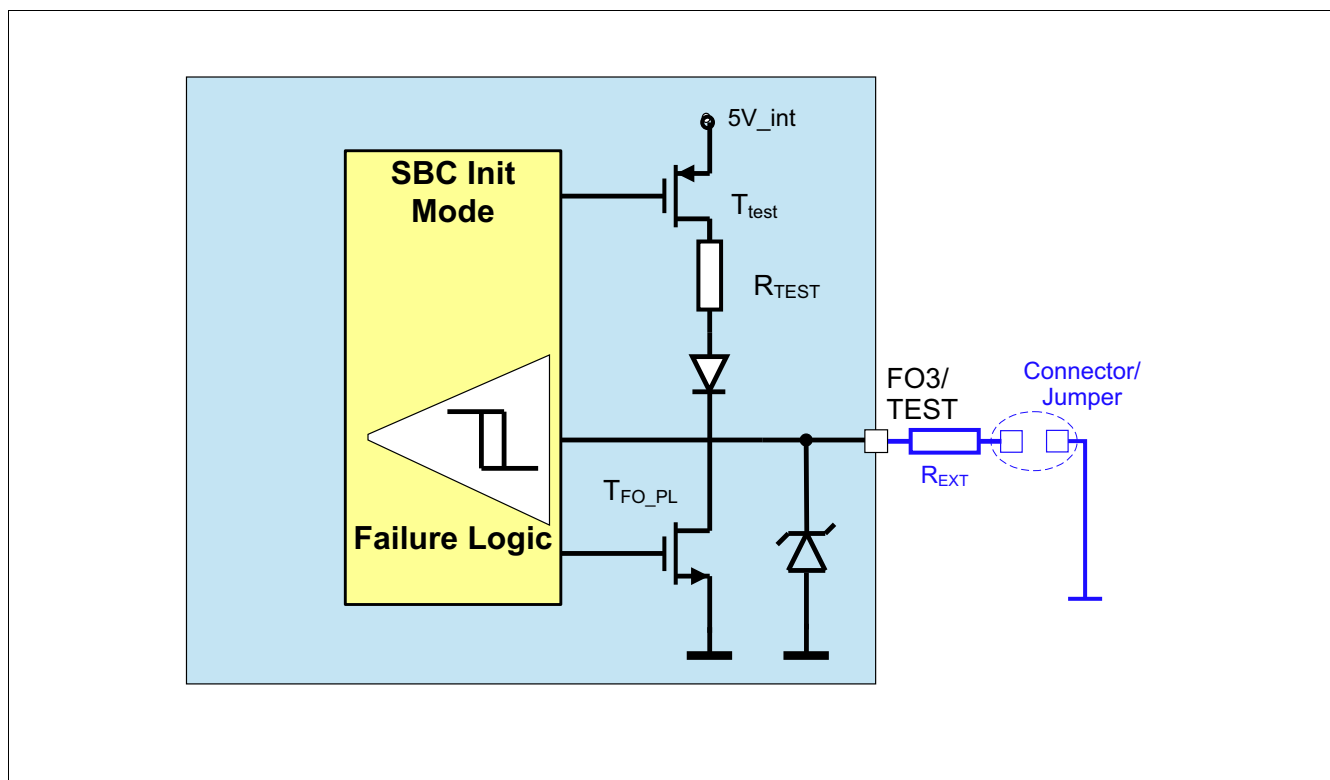 5V_int
SBC Init
Mode
Ttest
RTEST
FO3/
TEST
Connector/
Jumper
REXT
TFO_PL
Failure Logic